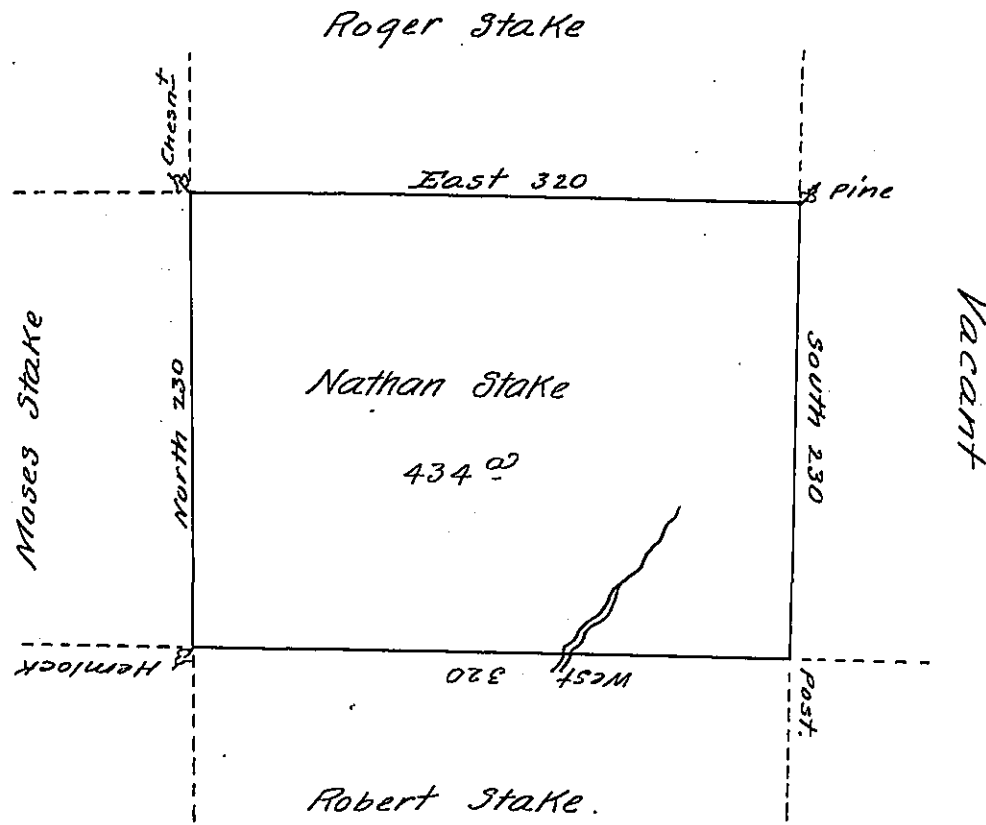 Roger Stake
Chesnt
East 320
Pine
Moses Stake
North 230
Nathan Stake
434 a
South 230
Vacant
Hemlock
West 320
Post.
Robert Stake.